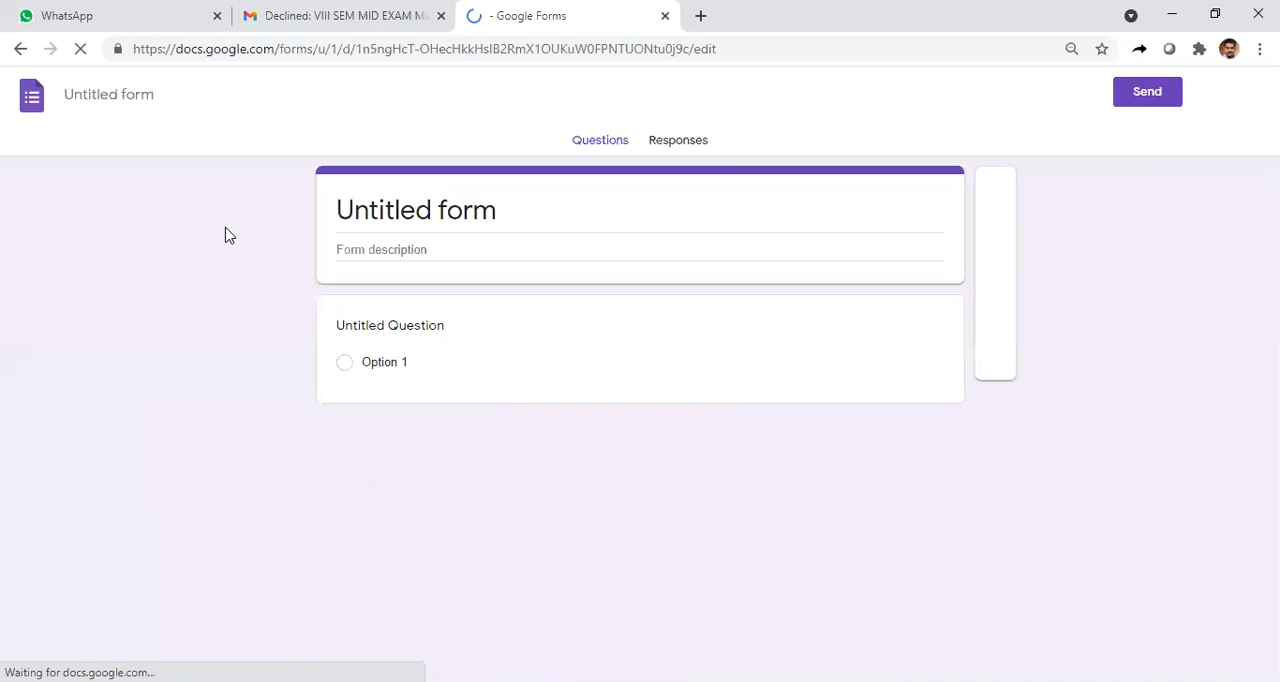 WhatsApp
Declined: VIII SEM MID EXAM Ma
- Google Forms
https://docs.google.com/forms/u/1/d/1n5ngHcT-OHecHkkHsIB2RmX1OUKuW0FPNTUONtu0j9c/edit
Untitled form
Send
Questions Responses
Untitled form
Form description
Untitled Question
Option 1
Waiting for docs.google.com...